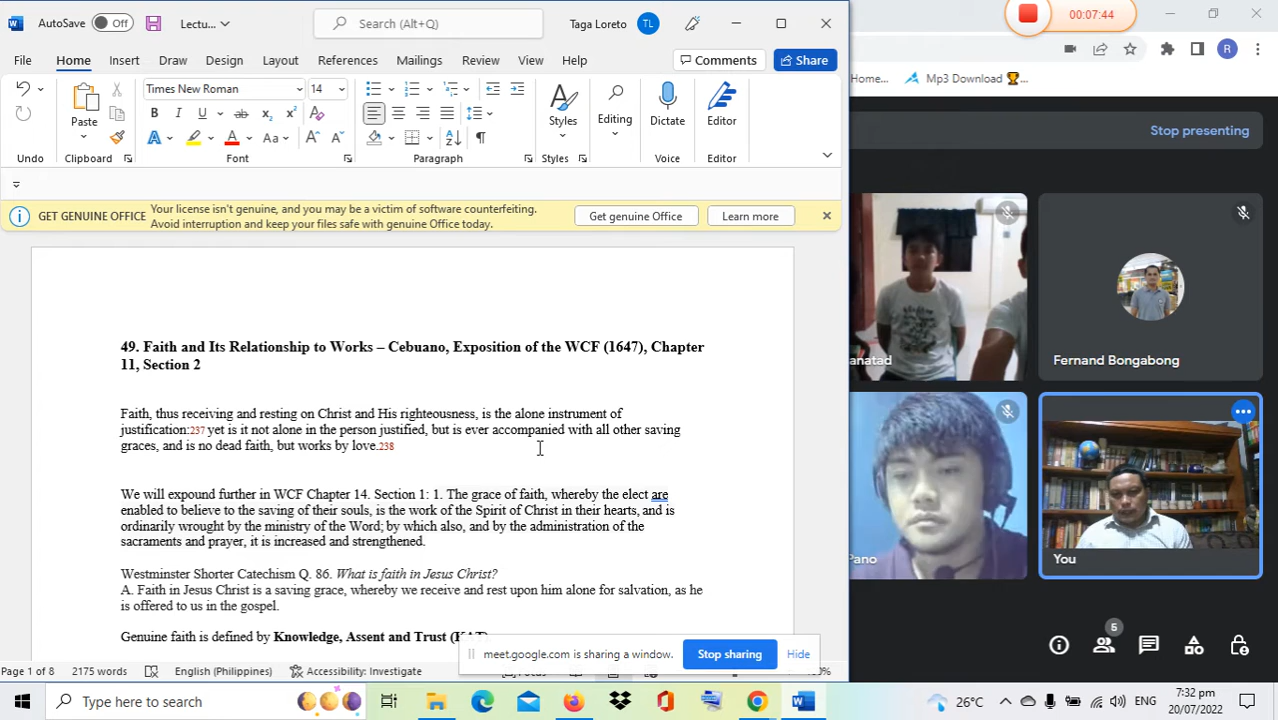 AutoSave Off Lectu... Search (Alt+Q) Taga Loreto TL
00:07:44
File Home Insert Draw Design Layout References Mailings Review View Help Comments Share
R
Home... Mp3 Download
Times New Roman 14
Paste Styles Editing Dictate Editor
Undo Clipboard Font Paragraph Styles Voice Editor
Stop presenting
GET GENUINE OFFICE Your license isn't genuine, and you may be a victim of software counterfeiting.
Avoid interruption and keep your files safe with genuine Office today.
Get genuine Office Learn more
49. Faith and Its Relationship to Works – Cebuano, Exposition of the WCF (1647), Chapter
11, Section 2
Faith, thus receiving and resting on Christ and His righteousness, is the alone instrument of
justification:237 yet is it not alone in the person justified, but is ever accompanied with all other saving
graces, and is no dead faith, but works by love.238
We will expound further in WCF Chapter 14. Section 1: 1. The grace of faith, whereby the elect are
enabled to believe to the saving of their souls, is the work of the Spirit of Christ in their hearts, and is
ordinarily wrought by the ministry of the Word; by which also, and by the administration of the
sacraments and prayer, it is increased and strengthened.
Westminster Shorter Catechism Q. 86. What is faith in Jesus Christ?
A. Faith in Jesus Christ is a saving grace, whereby we receive and rest upon him alone for salvation, as he
is offered to us in the gospel.
Genuine faith is defined by Knowledge, Assent and Trust (KAT)
anatad
Fernand Bongabong
Pano
You
5
meet.google.com is sharing a window. Stop sharing Hide
Page 1 of 8 2175 words English (Philippines) Accessibility: Investigate
Type here to search
26°C ENG 7:32 pm
20/07/2022